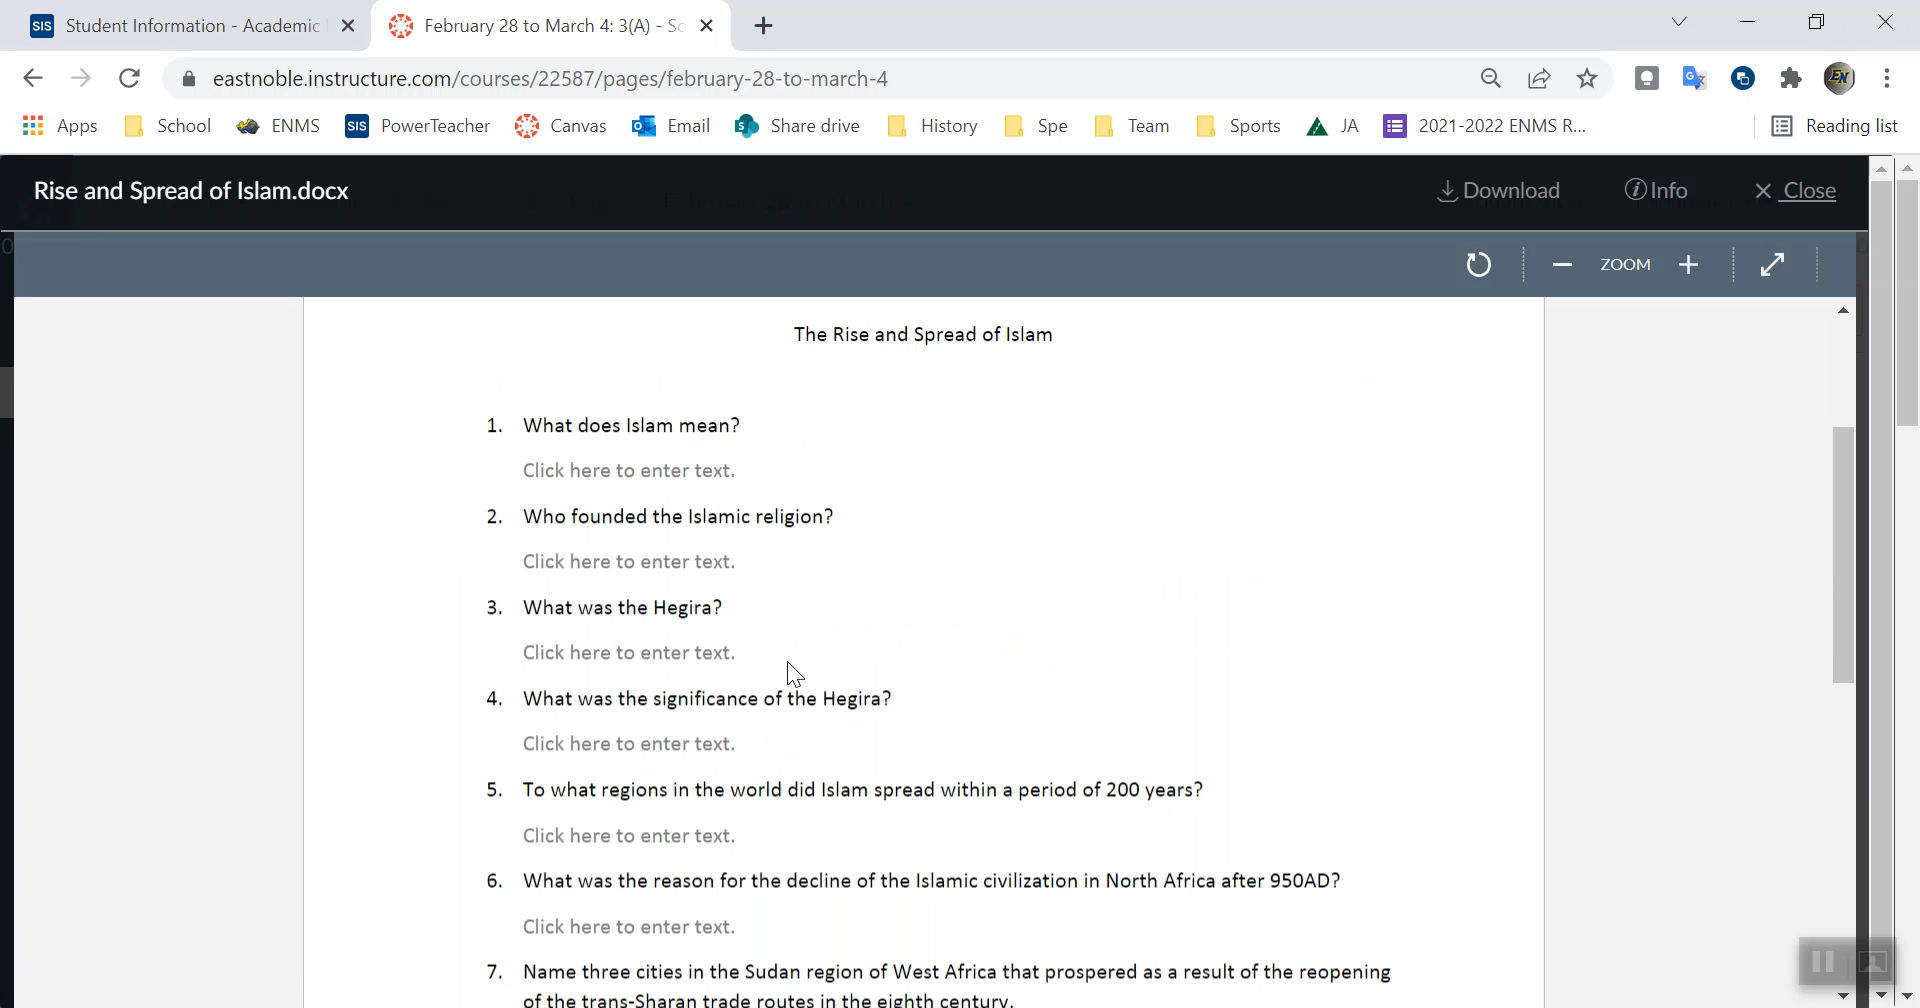 SIS Student Information - Academic
February 28 to March 4: 3(A) - So
eastnoble.instructure.com/courses/22587/pages/february-28-to-march-4
Apps School ENMS SIS PowerTeacher Canvas Email Share drive History Spe Team Sports JA 2021-2022 ENMS R... Reading list
Rise and Spread of Islam.docx Download Info Close
ZOOM
The Rise and Spread of Islam
1. What does Islam mean?
Click here to enter text.
2. Who founded the Islamic religion?
Click here to enter text.
3. What was the Hegira?
Click here to enter text.
4. What was the significance of the Hegira?
Click here to enter text.
5. To what regions in the world did Islam spread within a period of 200 years?
Click here to enter text.
6. What was the reason for the decline of the Islamic civilization in North Africa after 950AD?
Click here to enter text.
7. Name three cities in the Sudan region of West Africa that prospered as a result of the reopening
of the trans-Sharan trade routes in the eighth century.